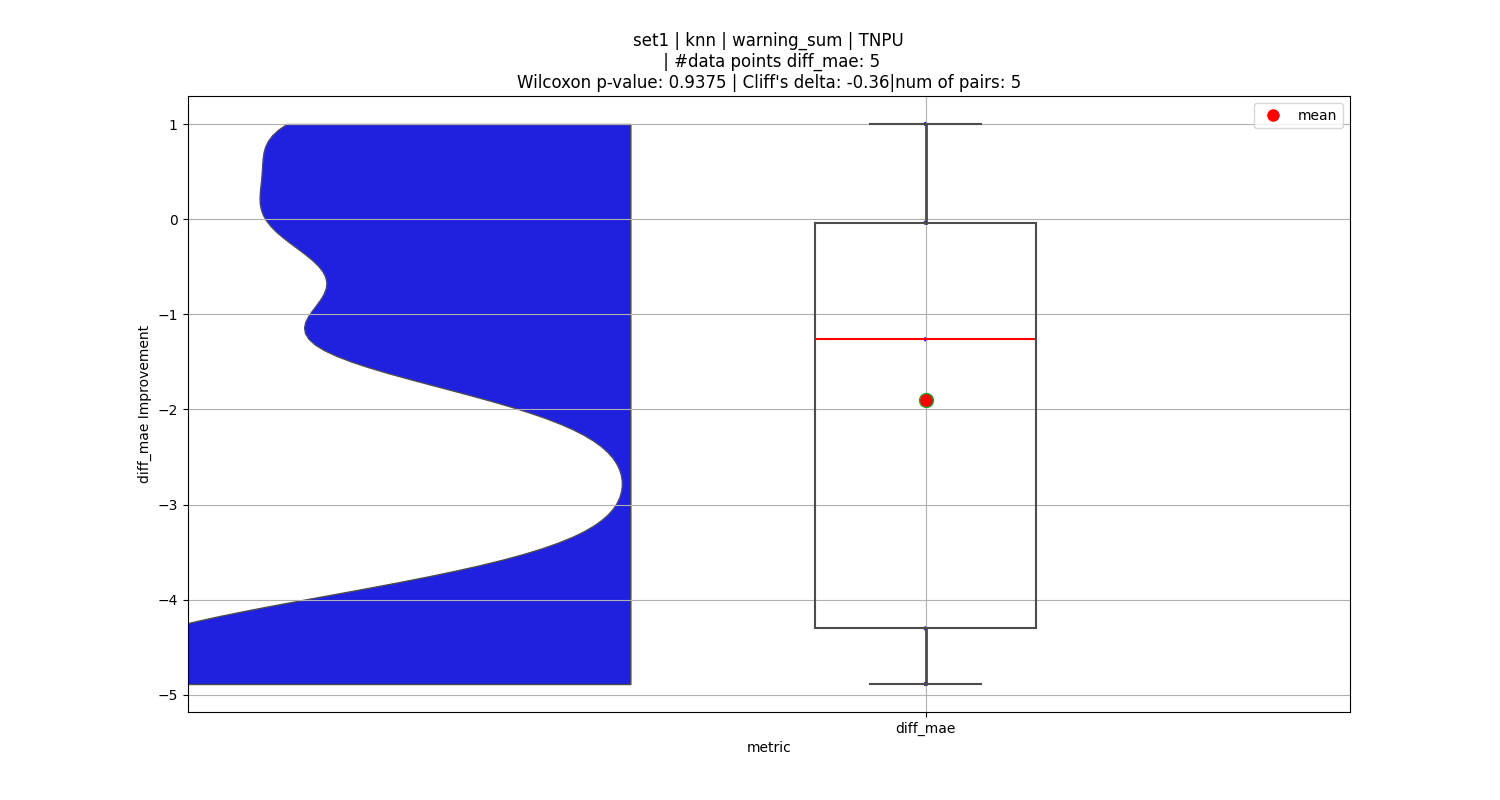 set1 | knn | warning_sum | TNPU
| #data points diff_mae: 5
Wilcoxon p-value: 0.9375 | Cliff's delta: -0.36|num of pairs: 5
mean
1
0
−1
−2
−3
−4
−5
diff_mae Improvement
diff_mae
metric